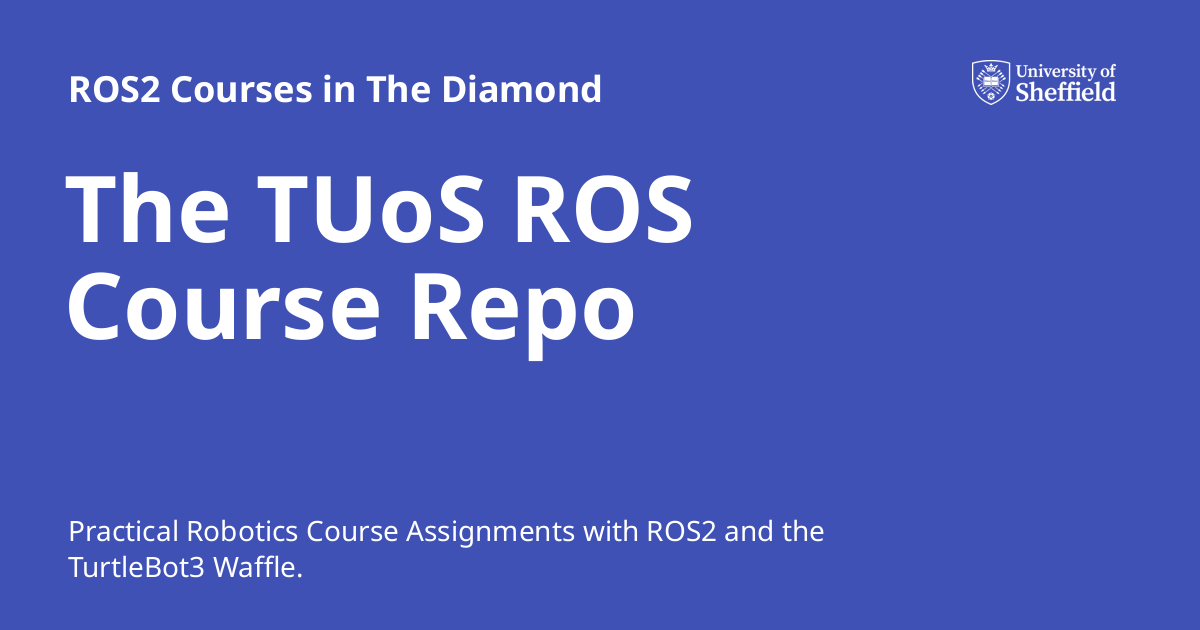 ROS2 Courses in The Diamond
University of
Sheffield
The TUoS ROS
Course Repo
Practical Robotics Course Assignments with ROS2 and the
TurtleBot3 Waffle.